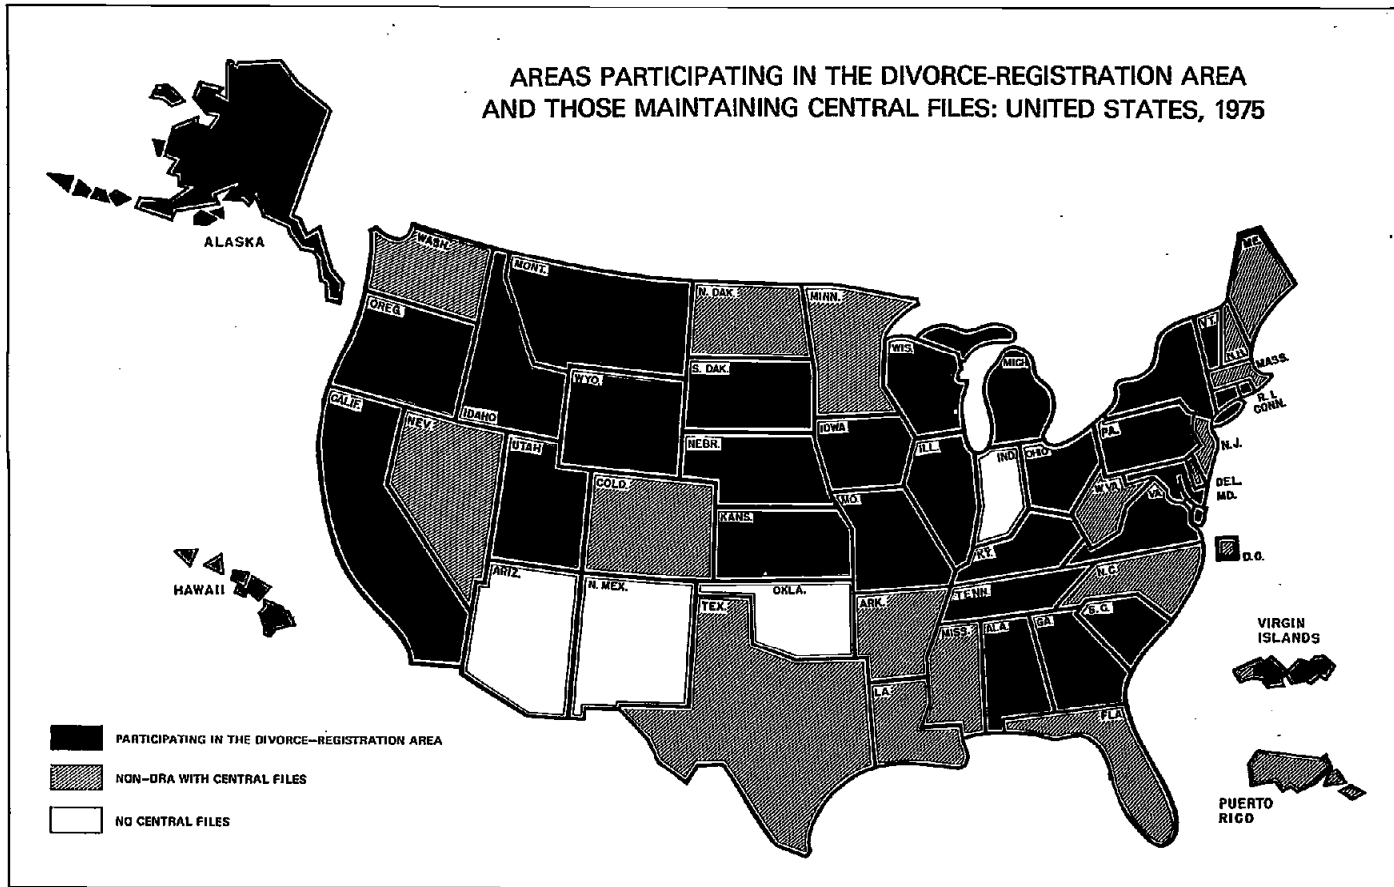 AREAS PARTICIPATING IN THE DIVORCE-REGISTRATION AREA
AND THOSE MAINTAINING CENTRAL FILES: UNITED STATES, 1975
ALASKA
WASH.
MONT.
N. DAK.
MINN.
ME.
OREG.
WIS.
MICH.
VT.
N.H.
MASS.
S. DAK.
WYO.
R. I.
CONN.
CALIF.
IDAHO
NEV.
UTAH
NEBR.
IOWA
ILL.
IND.
OHIO
PA.
N.J.
COLO.
MO.
W.VA.
VA.
DEL.
MD.
KANS.
KY.
D.C.
HAWAII
ARIZ.
N. MEX.
OKLA.
TEX.
ARK.
TENN.
N.C.
S.C.
MISS.
ALA.
GA.
VIRGIN
ISLANDS
LA.
FLA.
PUERTO
RICO
PARTICIPATING IN THE DIVORCE–REGISTRATION AREA
NON–DRA WITH CENTRAL FILES
NO CENTRAL FILES